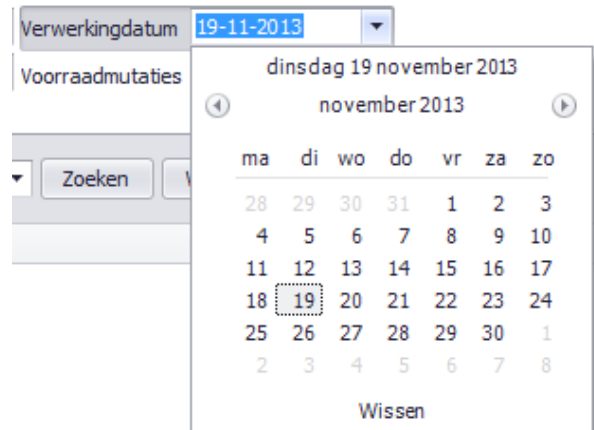 Verwerkingdatum 19-11-2013
Voorraadmutaties
dinsdag 19 november 2013
november 2013
Zoeken
ma di wo do vr za zo
28 29 30 31 1 2 3
4 5 6 7 8 9 10
11 12 13 14 15 16 17
18 19 20 21 22 23 24
25 26 27 28 29 30 1
2 3 4 5 6 7 8
Wissen